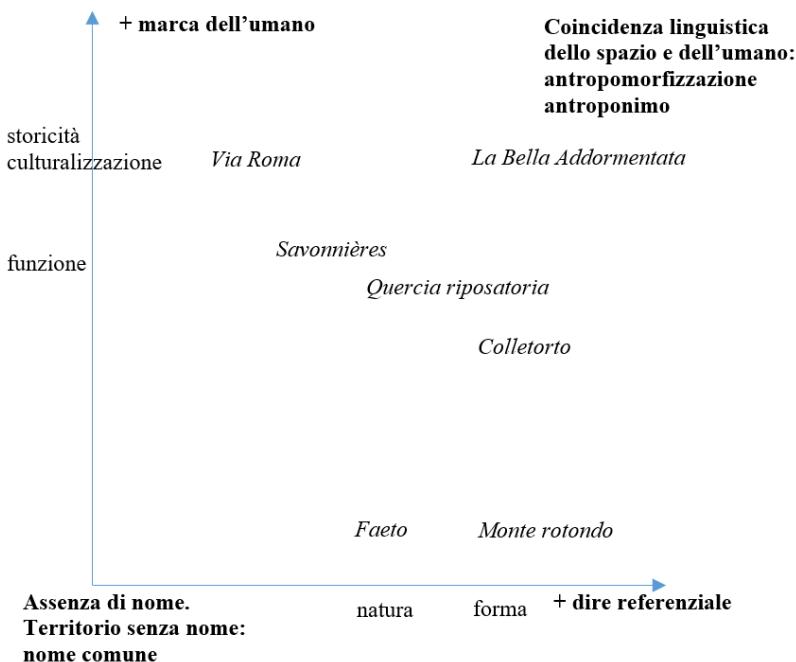 + marca dell’umano
Coincidenza linguistica
dello spazio e dell’umano:
antropomorfizzazione
antroponimo
storicità
culturalizzazione
Via Roma
La Bella Addormentata
funzione
Savonnières
Quercia riposatoria
Colletorto
Faeto
Monte rotondo
Assenza di nome.
Territorio senza nome:
nome comune
natura
forma
+ dire referenziale